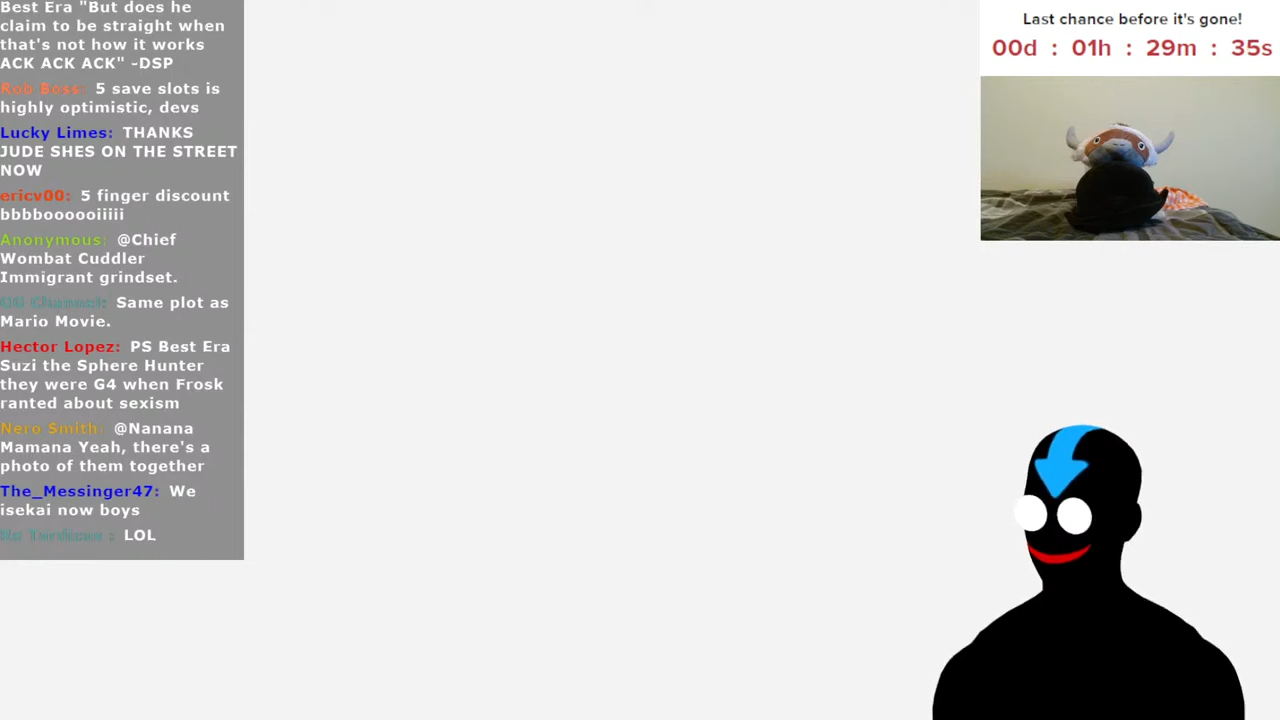 Best Era "But does he
claim to be straight when
that's not how it works
ACK ACK ACK" -DSP
Rob Boss: 5 save slots is
highly optimistic, devs
Lucky Limes: THANKS
JUDE SHES ON THE STREET
NOW
ericv00: 5 finger discount
bbbboooooiiiii
Anonymous: @Chief
Wombat Cuddler
Immigrant grindset.
Channel: Same plot as
Mario Movie.
Hector Lopez: PS Best Era
Suzi the Sphere Hunter
they were G4 when Frosk
ranted about sexism
Nero Smith: @Nanana
Mamana Yeah, there's a
photo of them together
The_Messinger47: We
isekai now boys
: LOL
Last chance before it's gone!
00d : 01h : 29m : 35s